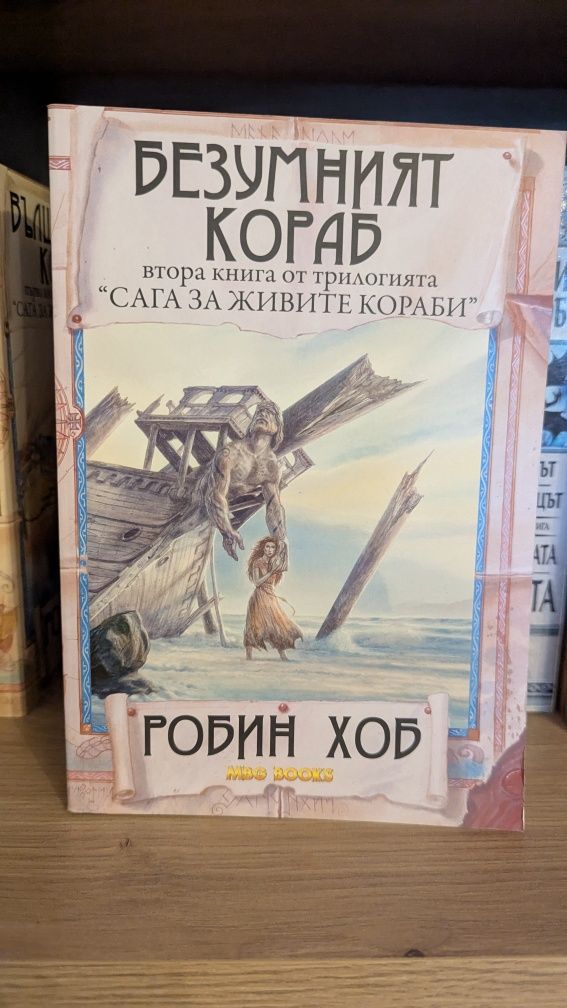 БЕЗУМНИЯТ
КОРАБ
втора книга от трилогията
“САГА ЗА ЖИВИТЕ КОРАБИ”
РОБИН ХОБ
MBG BOOKS